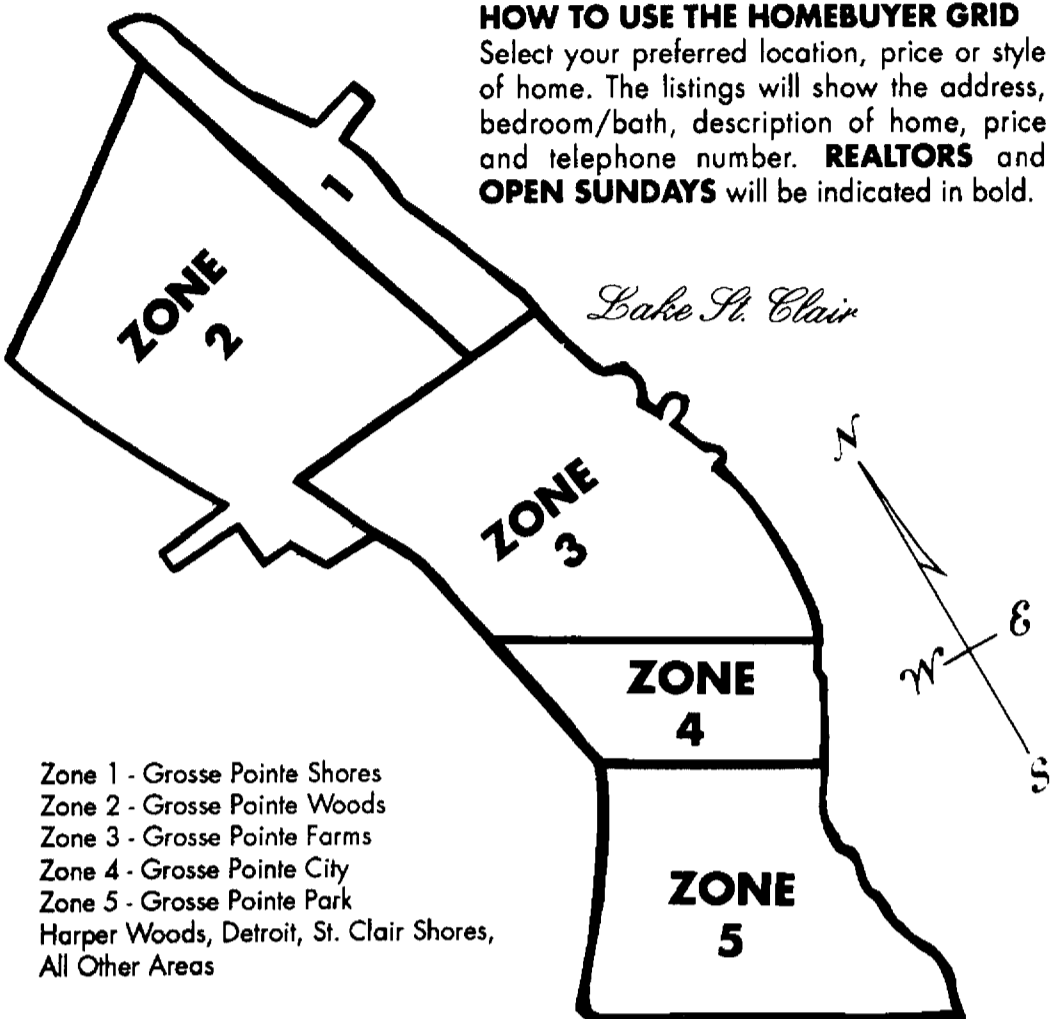 HOW TO USE THE HOMEBUYER GRID
Select your preferred location, price or style
of home. The listings will show the address,
bedroom/bath, description of home, price
and telephone number. REALTORS and
OPEN SUNDAYS will be indicated in bold.
1
ZONE
2
Lake St. Clair
ZONE
3
N
E
W
S
ZONE
4
Zone 1 - Grosse Pointe Shores
Zone 2 - Grosse Pointe Woods
Zone 3 - Grosse Pointe Farms
Zone 4 - Grosse Pointe City
Zone 5 - Grosse Pointe Park
Harper Woods, Detroit, St. Clair Shores,
All Other Areas
ZONE
5